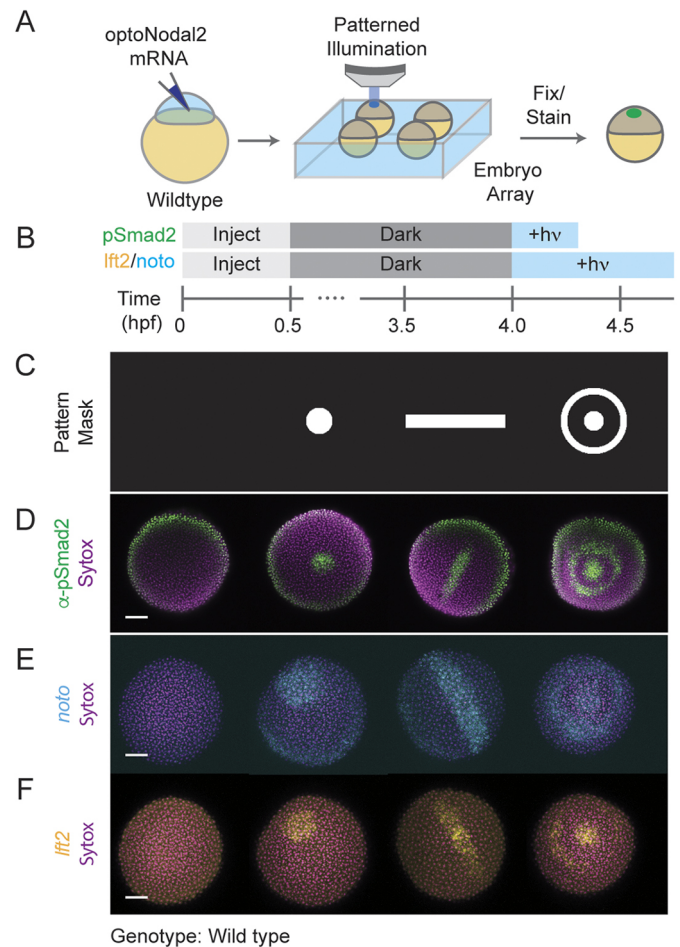 A
optoNodal2
mRNA
Wildtype
Patterned
Illumination
Embryo
Array
Fix/
Stain
B
pSmad2
Inject
Dark
+hν
lft2/noto
Inject
Dark
+hν
Time
(hpf)
0
0.5
3.5
4.0
4.5
C
Pattern
Mask
D
α-pSmad2
Sytox
E
noto
Sytox
F
lft2
Sytox
Genotype: Wild type